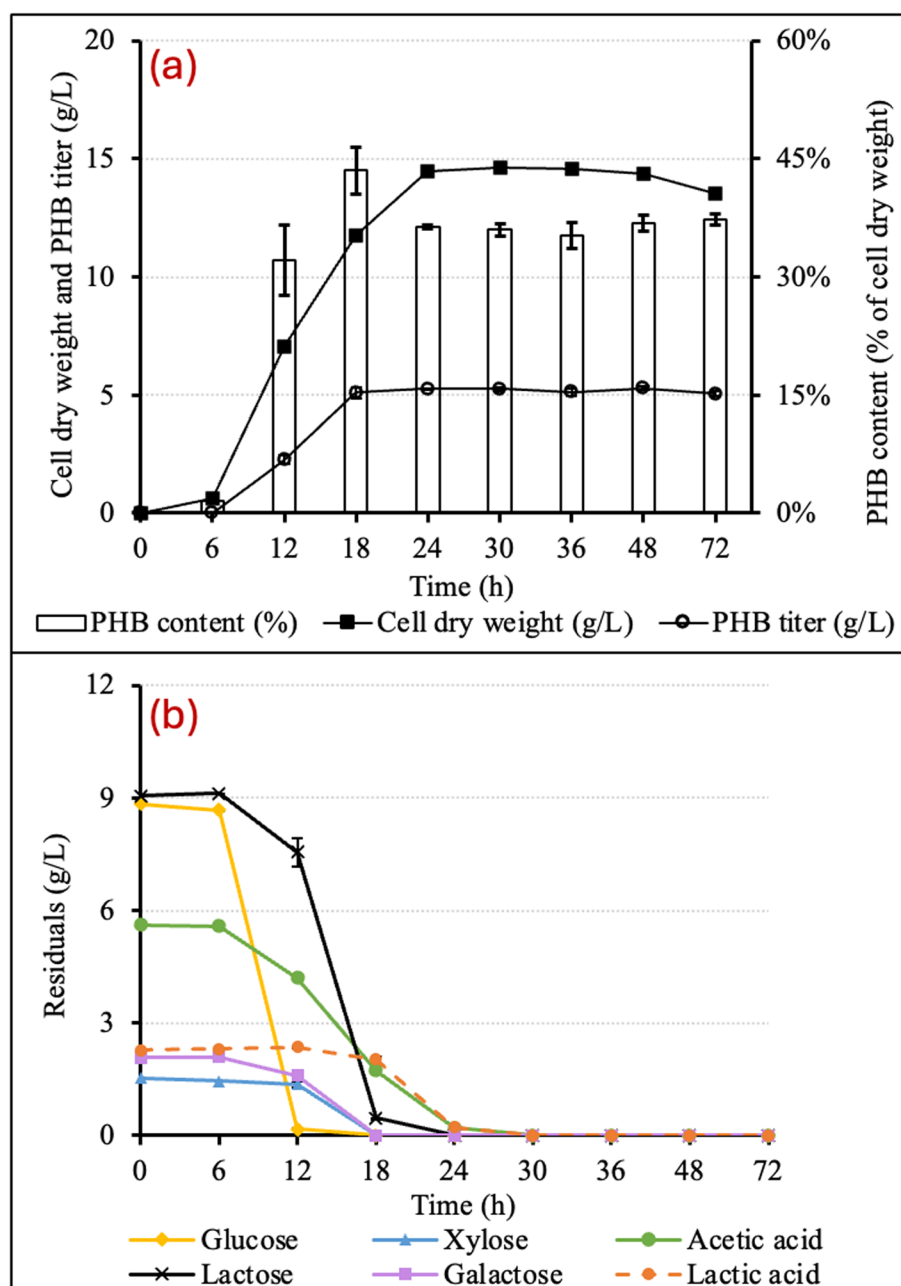 (a)
Cell dry weight and PHB titer (g/L)
20
15
10
5
0
60%
45%
30%
15%
0%
PHB content (% of cell dry weight)
0 6 12 18 24 30 36 48 72
Time (h)
PHB content (%) Cell dry weight (g/L) PHB titer (g/L)
(b)
Residuals (g/L)
12
9
6
3
0
0 6 12 18 24 30 36 48 72
Time (h)
Glucose Xylose Acetic acid
Lactose Galactose Lactic acid